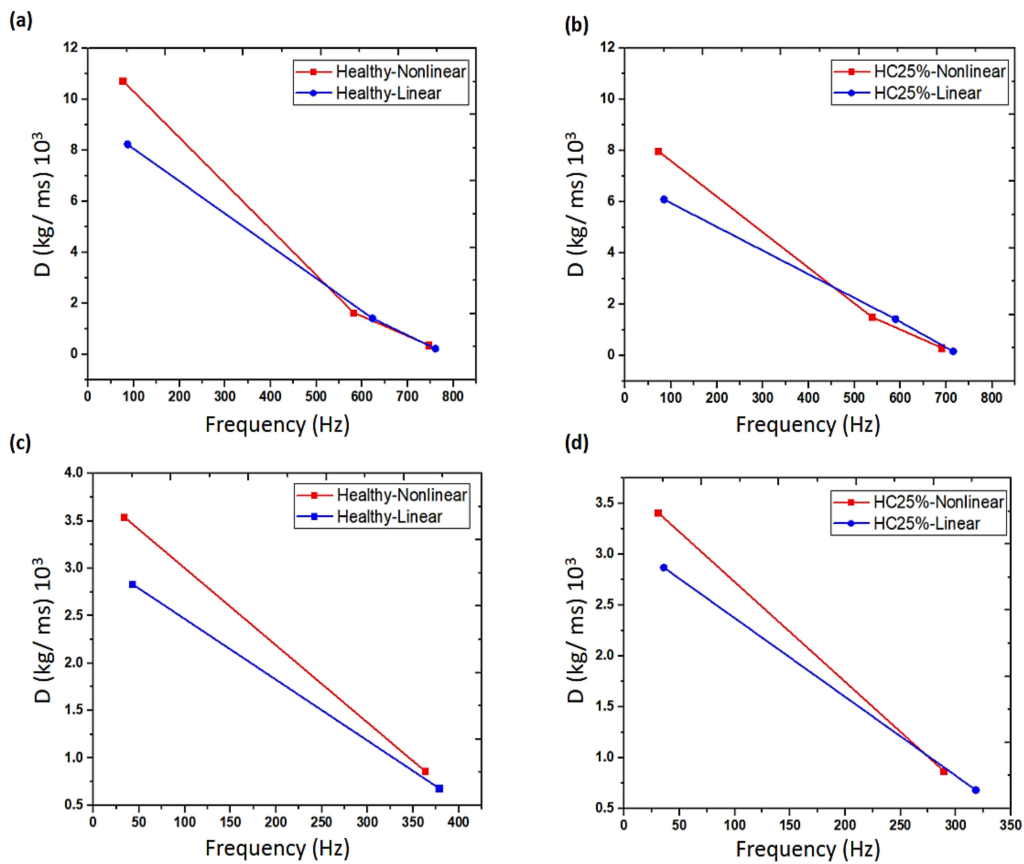 (a)
12
10
8
6
4
2
0
D (kg/ ms) 10³
Healthy-Nonlinear
Healthy-Linear
0 100 200 300 400 500 600 700 800
Frequency (Hz)
(b)
12
10
8
6
4
2
0
D (kg/ ms) 10³
HC25%-Nonlinear
HC25%-Linear
0 100 200 300 400 500 600 700 800
Frequency (Hz)
(c)
4.0
3.5
3.0
2.5
2.0
1.5
1.0
0.5
D (kg/ ms) 10³
Healthy-Nonlinear
Healthy-Linear
0 50 100 150 200 250 300 350 400
Frequency (Hz)
(d)
3.5
3.0
2.5
2.0
1.5
1.0
0.5
D (kg/ ms) 10³
HC25%-Nonlinear
HC25%-Linear
0 50 100 150 200 250 300 350
Frequency (Hz)